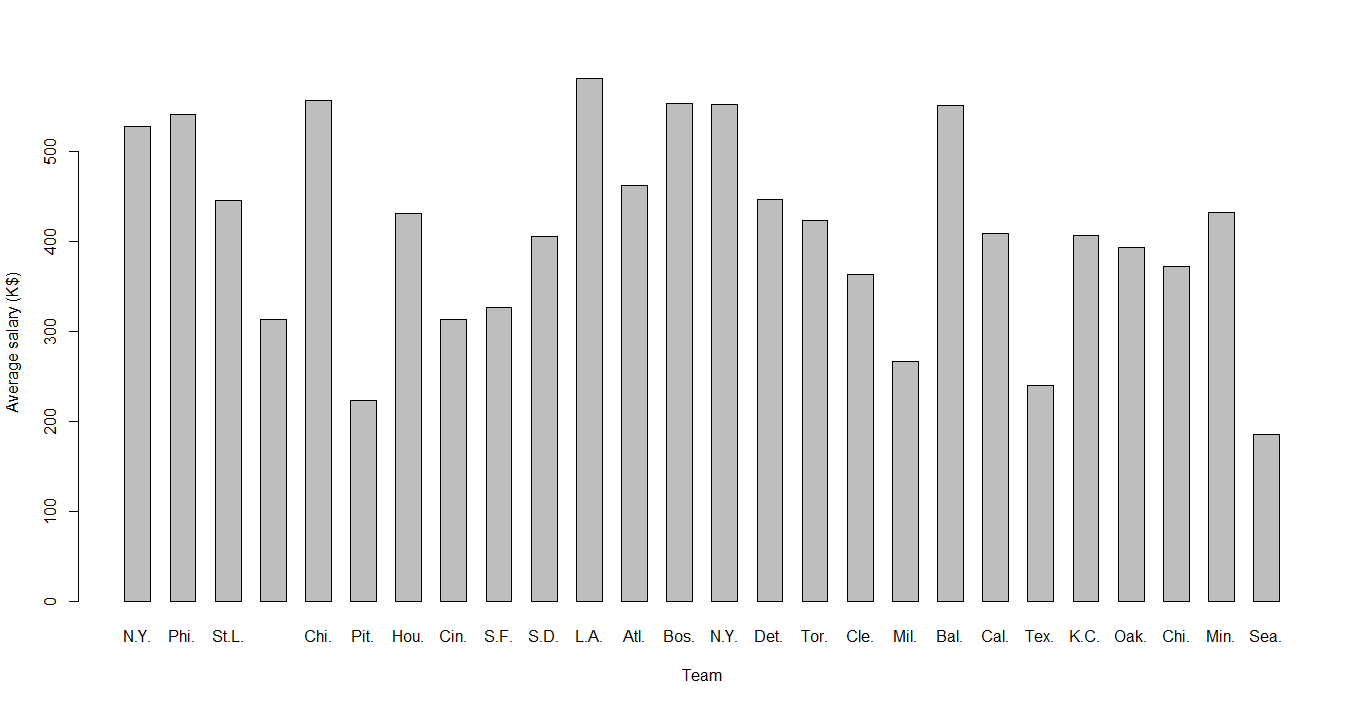 Average salary (K$)
500
400
300
200
100
0
N.Y. Phi. St.L. Chi. Pit. Hou. Cin. S.F. S.D. L.A. Atl. Bos. N.Y. Det. Tor. Cle. Mil. Bal. Cal. Tex. K.C. Oak. Chi. Min. Sea.
Team